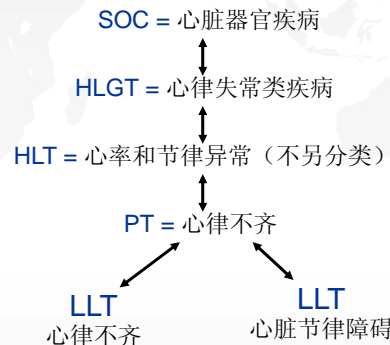 SOC = 心脏器官疾病
HLGT = 心律失常类疾病
HLT = 心率和节律异常（不另分类）
PT = 心律不齐
LLT
心律不齐
LLT
心脏节律障碍